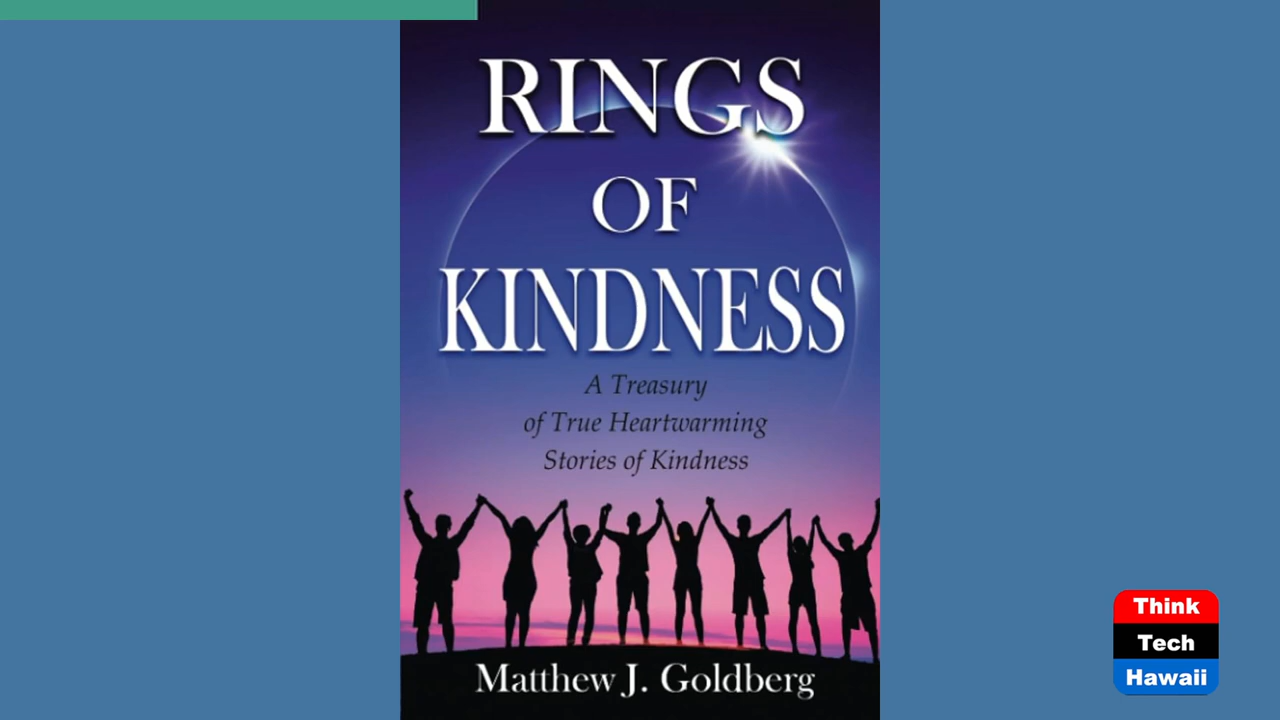 RINGS
OF
KINDNESS
A Treasury
of True Heartwarming
Stories of Kindness
Matthew J. Goldberg
Think
Tech
Hawaii